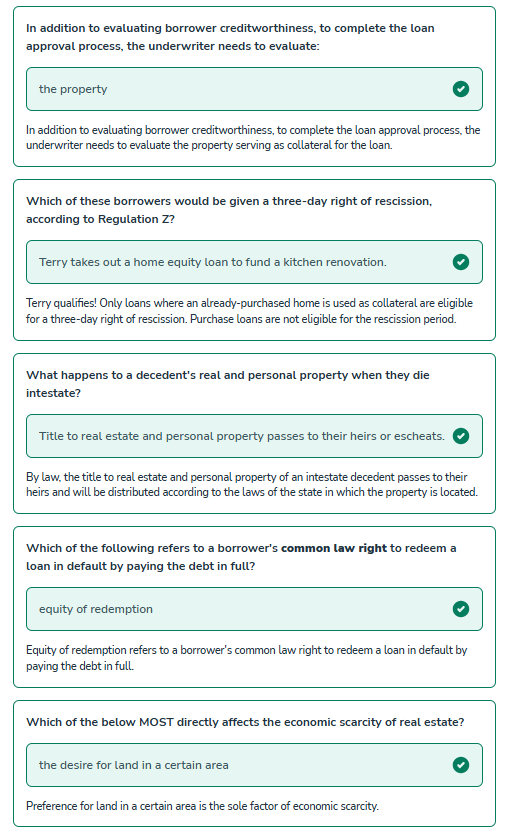 In addition to evaluating borrower creditworthiness, to complete the loan
approval process, the underwriter needs to evaluate:
the property
In addition to evaluating borrower creditworthiness, to complete the loan approval process, the
underwriter needs to evaluate the property serving as collateral for the loan.
Which of these borrowers would be given a three-day right of rescission,
according to Regulation Z?
Terry takes out a home equity loan to fund a kitchen renovation.
Terry qualifies! Only loans where an already-purchased home is used as collateral are eligible
for a three-day right of rescission. Purchase loans are not eligible for the rescission period.
What happens to a decedent's real and personal property when they die
intestate?
Title to real estate and personal property passes to their heirs or escheats.
By law, the title to real estate and personal property of an intestate decedent passes to their
heirs and will be distributed according to the laws of the state in which the property is located.
Which of the following refers to a borrower's common law right to redeem a
loan in default by paying the debt in full?
equity of redemption
Equity of redemption refers to a borrower's common law right to redeem a loan in default by
paying the debt in full.
Which of the below MOST directly affects the economic scarcity of real estate?
the desire for land in a certain area
Preference for land in a certain area is the sole factor of economic scarcity.